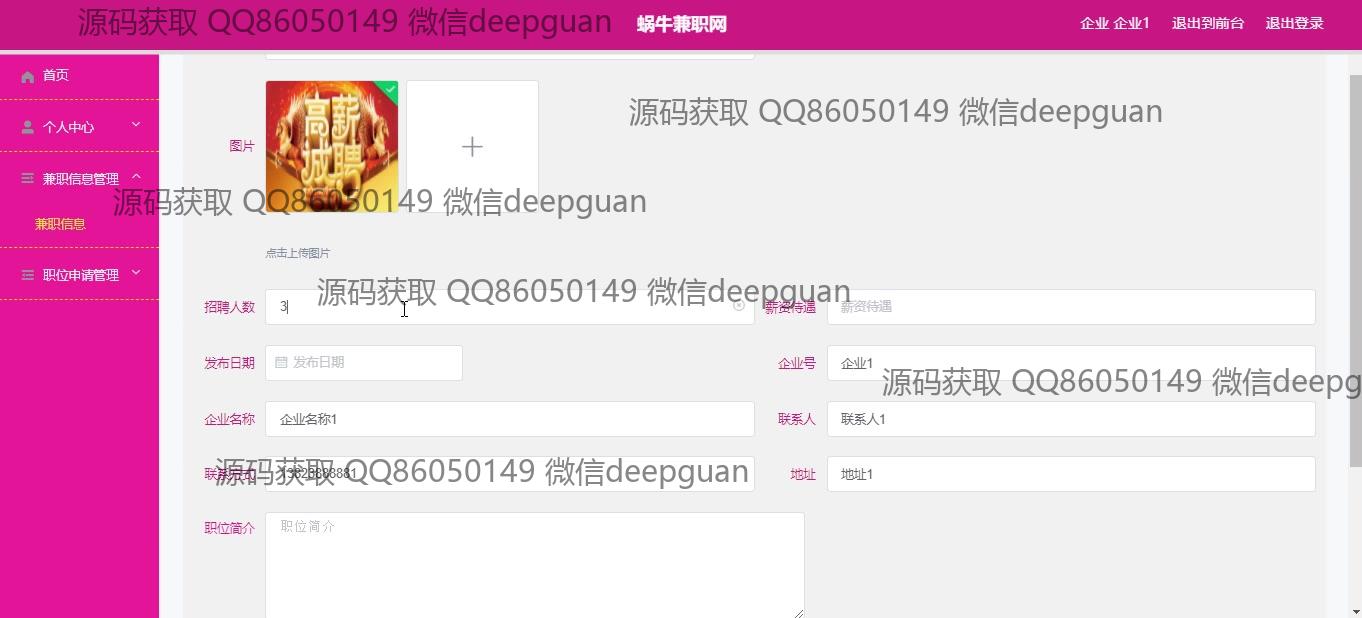 源码获取 QQ86050149 微信deepguan
蜗牛兼职网
企业 企业1
退出到前台
退出登录
首页
个人中心
兼职信息管理
兼职信息
职位申请管理
源码获取 QQ86050149 微信deepguan
图片
高薪
诚聘
源码获取 QQ86050149 微信deepguan
点击上传图片
源码获取 QQ86050149 微信deepguan
招聘人数
3
薪资待遇
薪资待遇
发布日期
发布日期
企业号
企业1
源码获取 QQ86050149 微信deepg
企业名称
企业名称1
联系人
联系人1
源码获取 QQ86050149 微信deepguan
联系方式
13823888881
地址
地址1
职位简介
职位简介